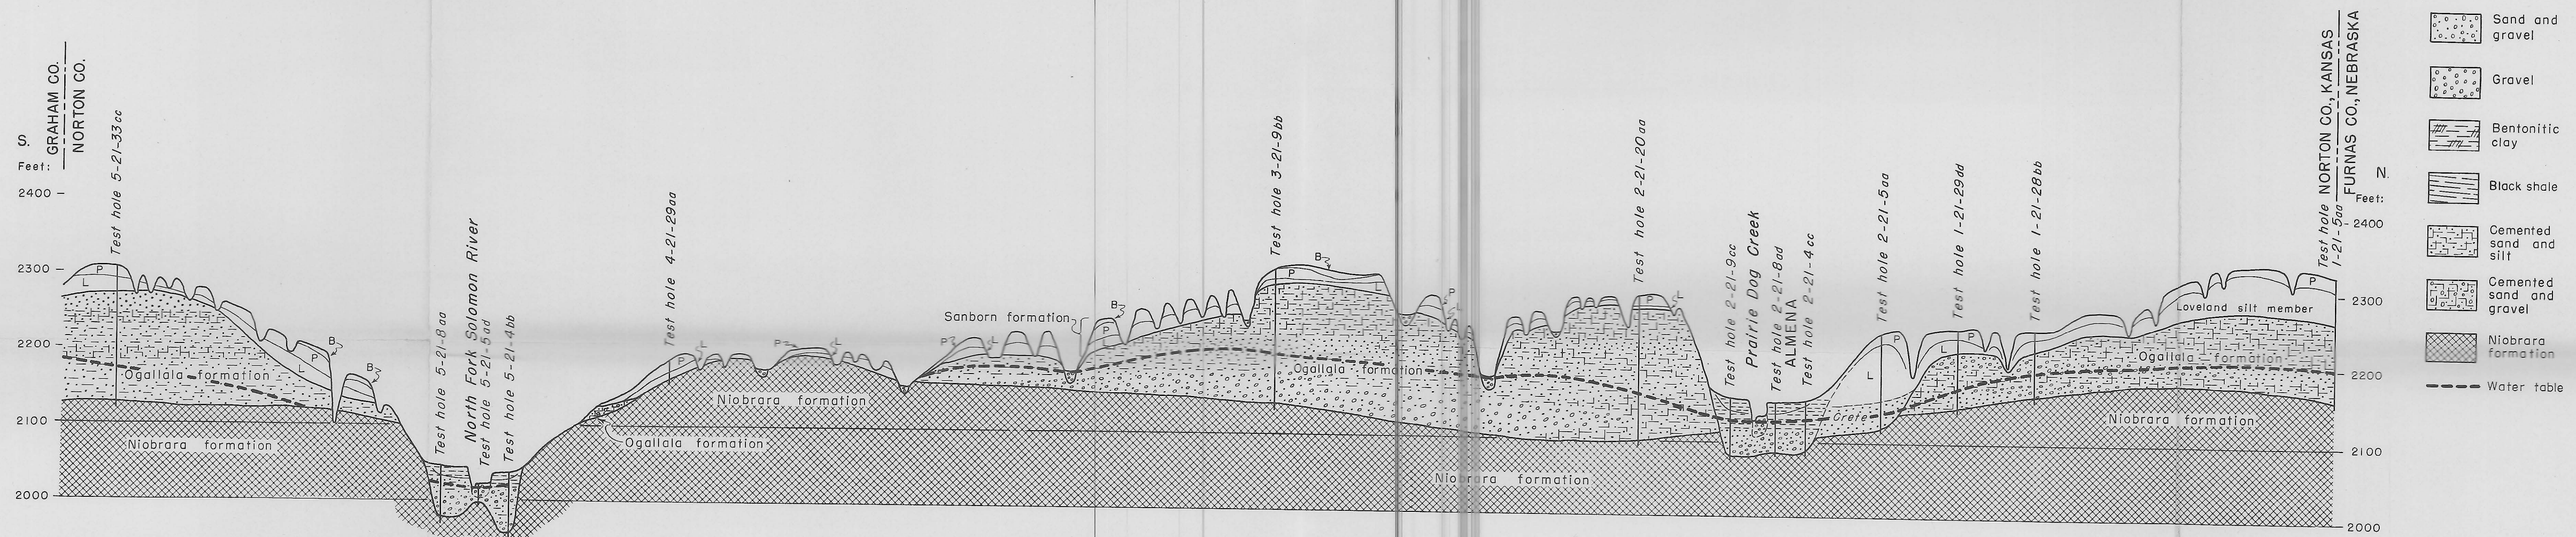 S.
GRAHAM CO.
NORTON CO.
Feet:
2400
2300
2200
2100
2000
Test hole 5-21-33cc
P
L
Ogallala formation
Niobrara formation
B
P
L
B
Test hole 5-21-8aa
North Fork Solomon River
Test hole 5-21-5ad
Test hole 5-21-4bb
Test hole 4-21-29aa
P
L
P
L
Niobrara formation
Ogallala formation
P
L
Sanborn formation
B
P
L
Test hole 3-21-9bb
B
P
L
Ogallala formation
P
L
Niobrara formation
Test hole 2-21-20aa
P
L
Test hole 2-21-9cc
Prairie Dog Creek
Test hole 2-21-8ad
ALMENA
Test hole 2-21-4cc
Test hole 2-21-5aa
P
L
Crete
Test hole 1-21-29dd
P
L
Test hole 1-21-28bb
Loveland silt member
P
Ogallala formation
Niobrara formation
Test hole
1-21-5aa
NORTON CO., KANSAS
FURNAS CO., NEBRASKA
N.
Feet:
2400
2300
2200
2100
2000
Sand and
gravel
Gravel
Bentonitic
clay
Black shale
Cemented
sand and
silt
Cemented
sand and
gravel
Niobrara
formation
Water table